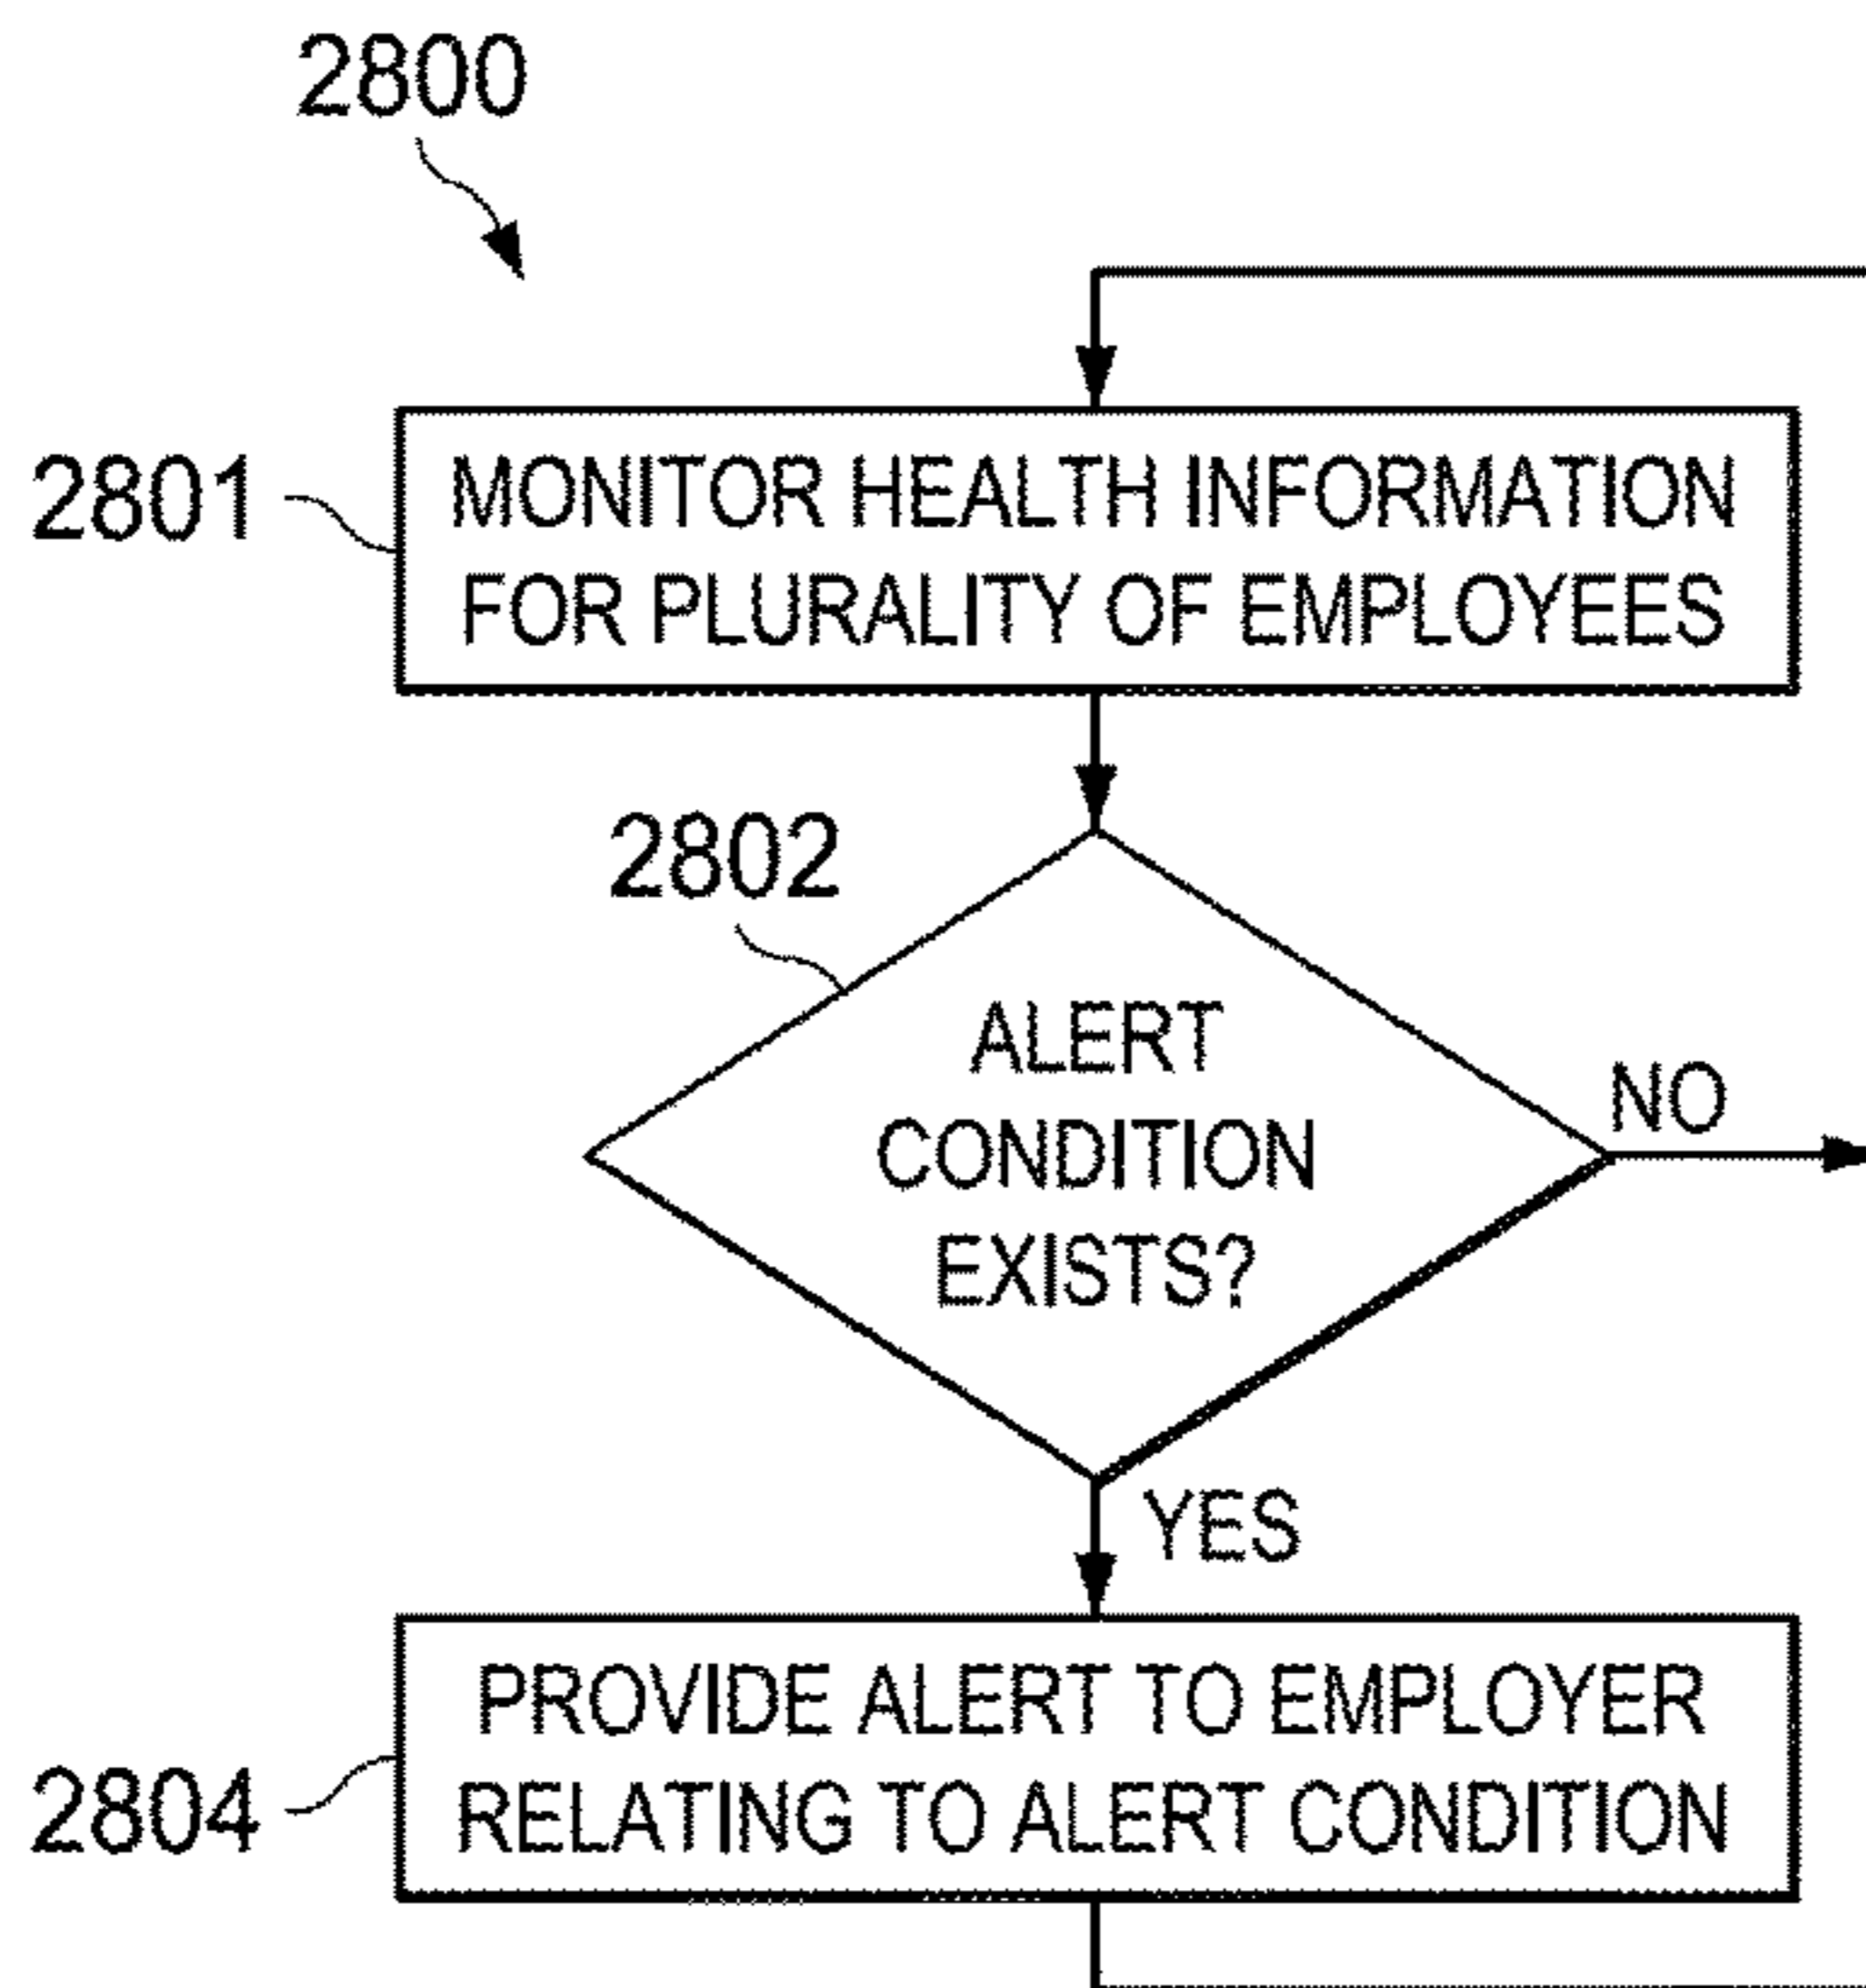 2800
2801
MONITOR HEALTH INFORMATION
FOR PLURALITY OF EMPLOYEES
2802
ALERT
CONDITION
EXISTS?
NO
YES
2804
PROVIDE ALERT TO EMPLOYER
RELATING TO ALERT CONDITION